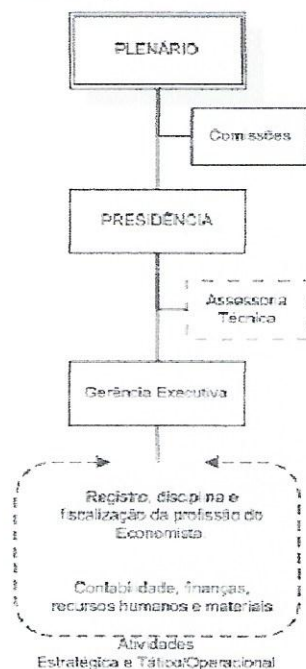 PLENÁRIO
Comissões
PRESIDÊNCIA
Assessoria
Técnica
Gerência Executiva
Registro, disciplina e
fiscalização da profissão do
Economista
Contabilidade, finanças,
recursos humanos e materiais
Atividades
Estratégica e Tático/Operacional